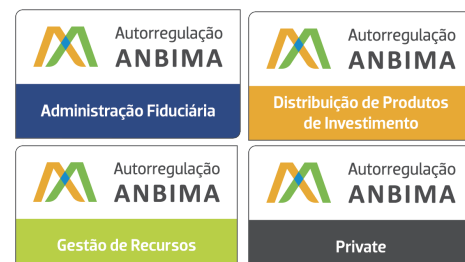 Autorregulação
ANBIMA
Administração Fiduciária
Autorregulação
ANBIMA
Distribuição de Produtos
de Investimento
Autorregulação
ANBIMA
Gestão de Recursos
Autorregulação
ANBIMA
Private